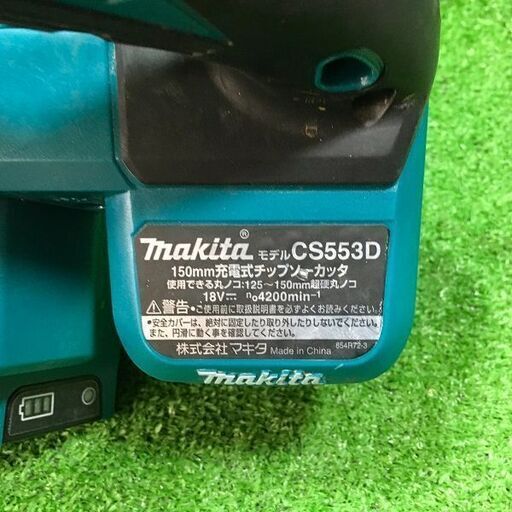 makita® モデル CS553D
150mm充電式チップソーカッタ
使用できる丸ノコ:125～150mm超硬丸ノコ
18V⎓ n₀4200min⁻¹
⚠警告・ご使用前に取扱説明書を必ずよくお読みください。
・安全カバーは、絶対に固定したり取り外したりしないでください。
また、円滑に動く事を確認してください。
株式会社マキタ Made in China 854R72-3
makita